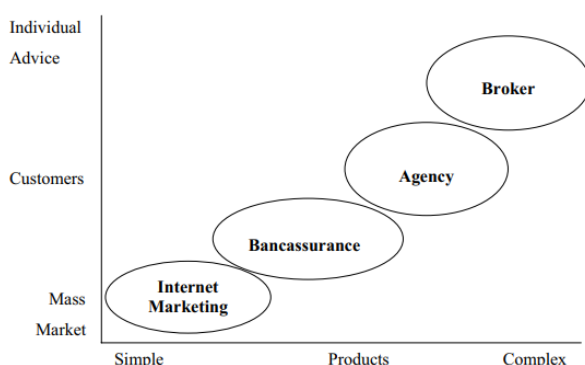 Individual
Advice
Broker
Customers
Agency
Bancassurance
Internet
Marketing
Mass
Market
Simple Products Complex